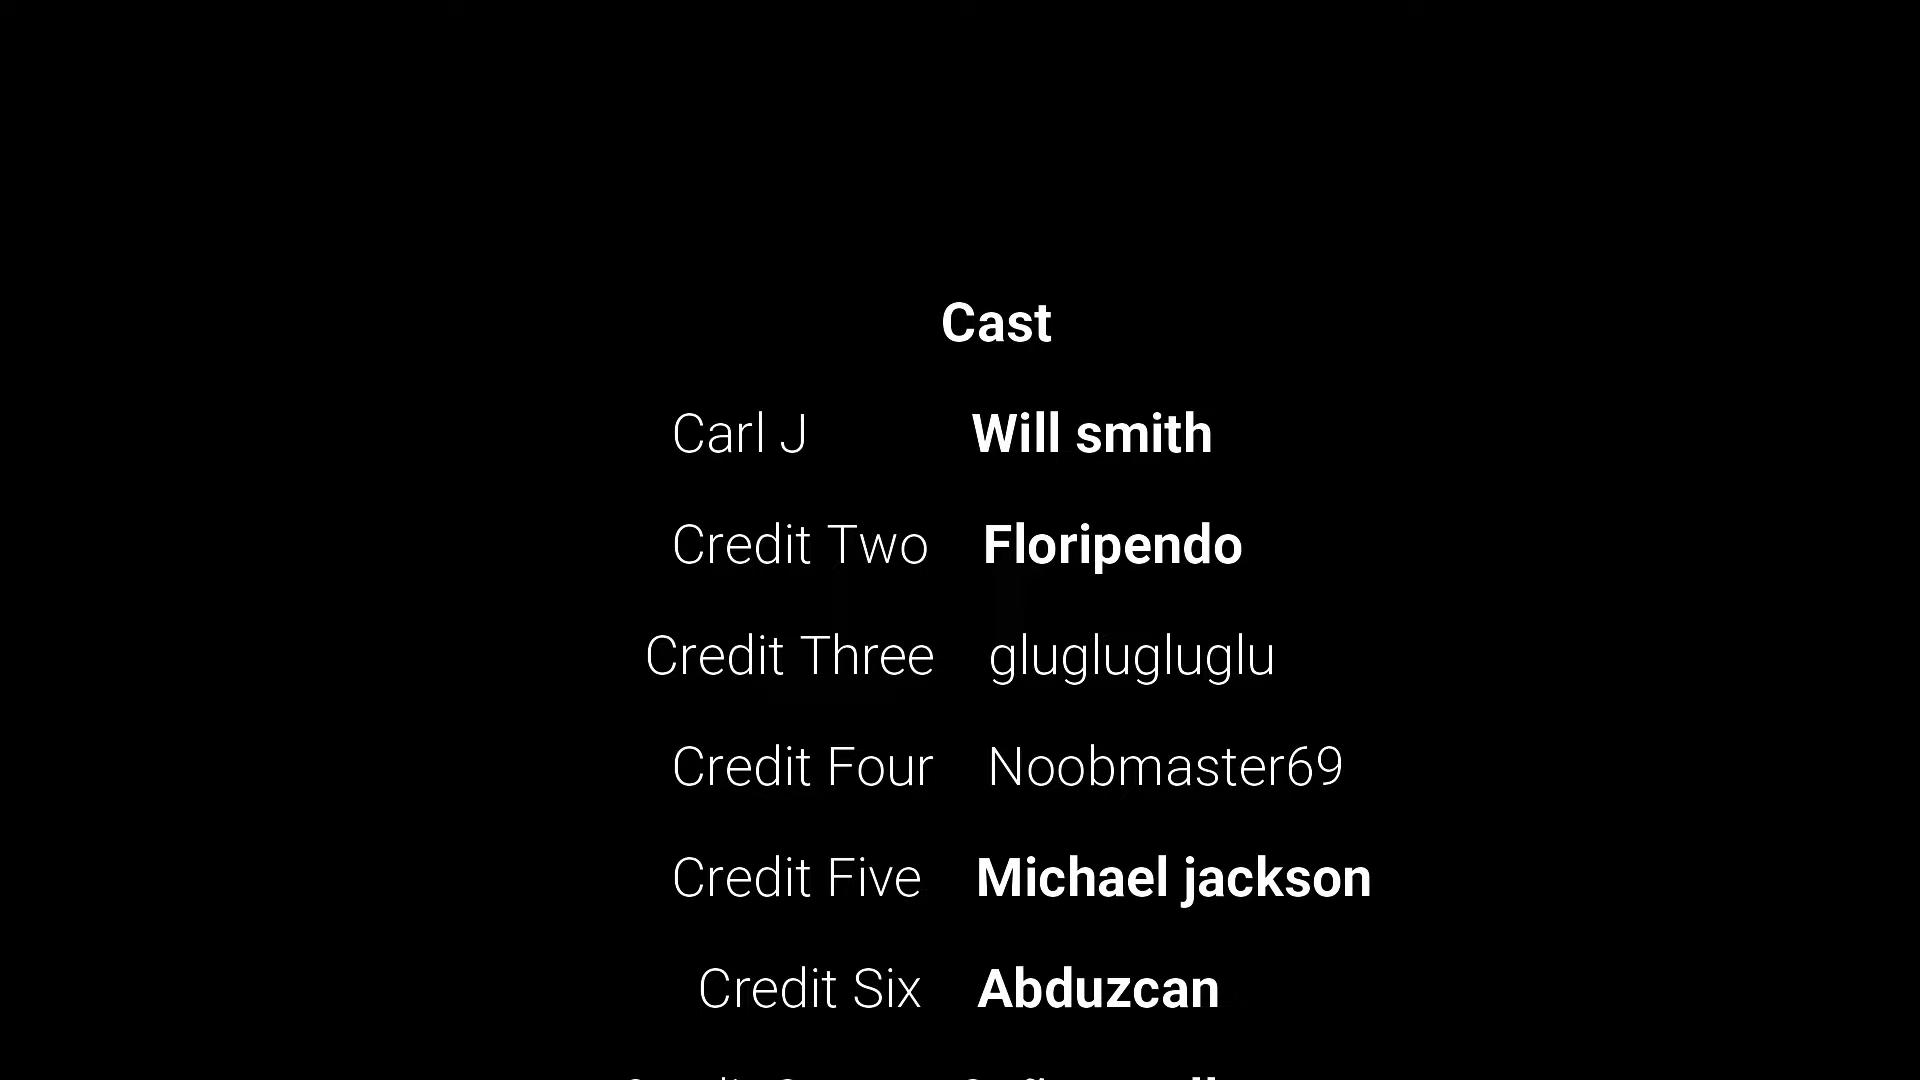 Cast
Carl J Will smith
Credit Two Floripendo
Credit Three gluglugluglu
Credit Four Noobmaster69
Credit Five Michael jackson
Credit Six Abduzcan